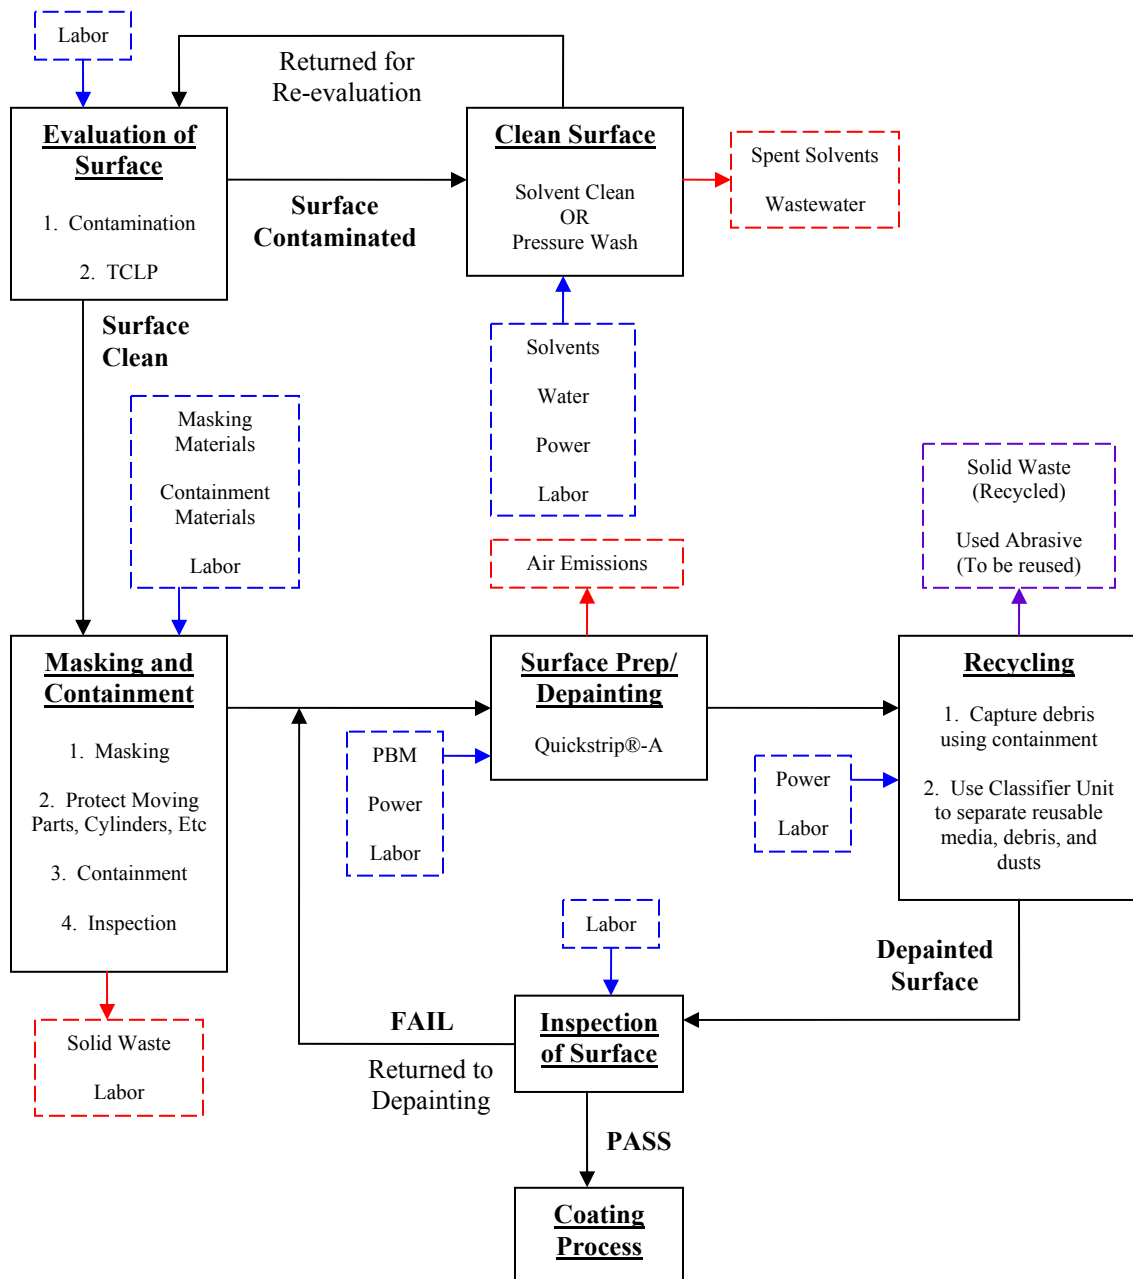 Labor
Returned for
Re-evaluation
Evaluation of
Surface
1. Contamination
2. TCLP
Surface
Contaminated
Clean Surface
Solvent Clean
OR
Pressure Wash
Spent Solvents
Wastewater
Surface
Clean
Solvents
Water
Power
Labor
Masking
Materials
Containment
Materials
Labor
Air Emissions
Solid Waste
(Recycled)
Used Abrasive
(To be reused)
Masking and
Containment
1. Masking
2. Protect Moving
Parts, Cylinders, Etc
3. Containment
4. Inspection
Surface Prep/
Depainting
Quickstrip®-A
PBM
Power
Labor
Recycling
1. Capture debris
using containment
2. Use Classifier Unit
to separate reusable
media, debris, and
dusts
Power
Labor
Labor
Depainted
Surface
Solid Waste
Labor
FAIL
Returned to
Depainting
Inspection
of Surface
PASS
Coating
Process